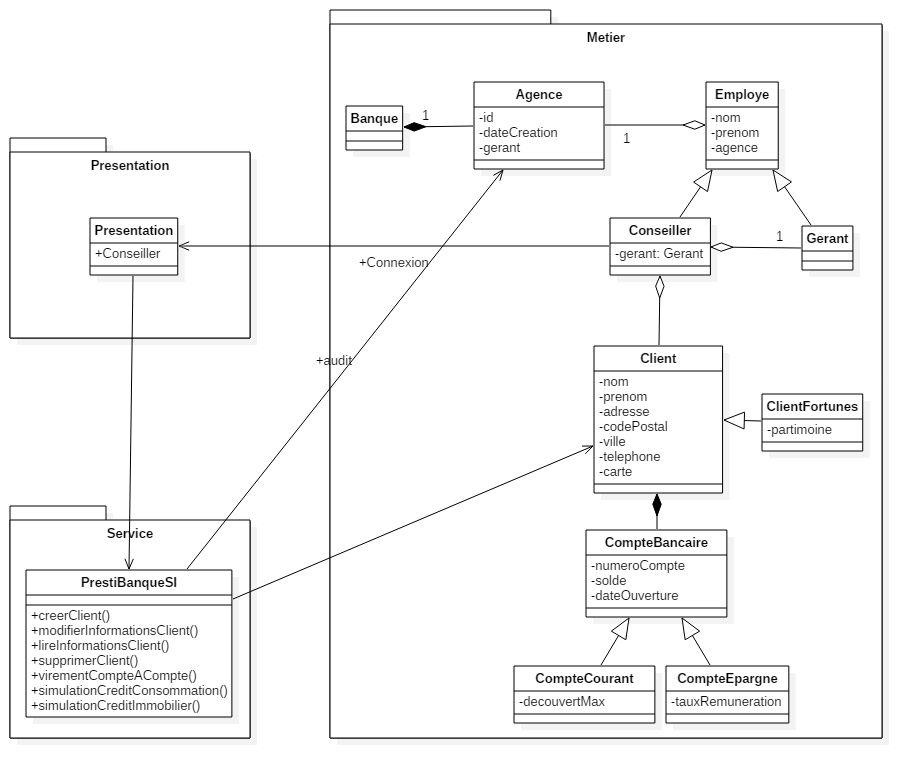 Metier
Banque
1
Agence
-id
-dateCreation
-gerant
1
Employe
-nom
-prenom
-agence
Presentation
Presentation
+Conseiller
+Connexion
Conseiller
-gerant: Gerant
1
Gerant
+audit
Client
-nom
-prenom
-adresse
-codePostal
-ville
-telephone
-carte
ClientFortunes
-partimoine
Service
PrestiBanqueSI
+creerClient()
+modifierInformationsClient()
+lireInformationsClient()
+supprimerClient()
+virementCompteACompte()
+simulationCreditConsommation()
+simulationCreditImmobilier()
CompteBancaire
-numeroCompte
-solde
-dateOuverture
CompteCourant
-decouvertMax
CompteEpargne
-tauxRemuneration